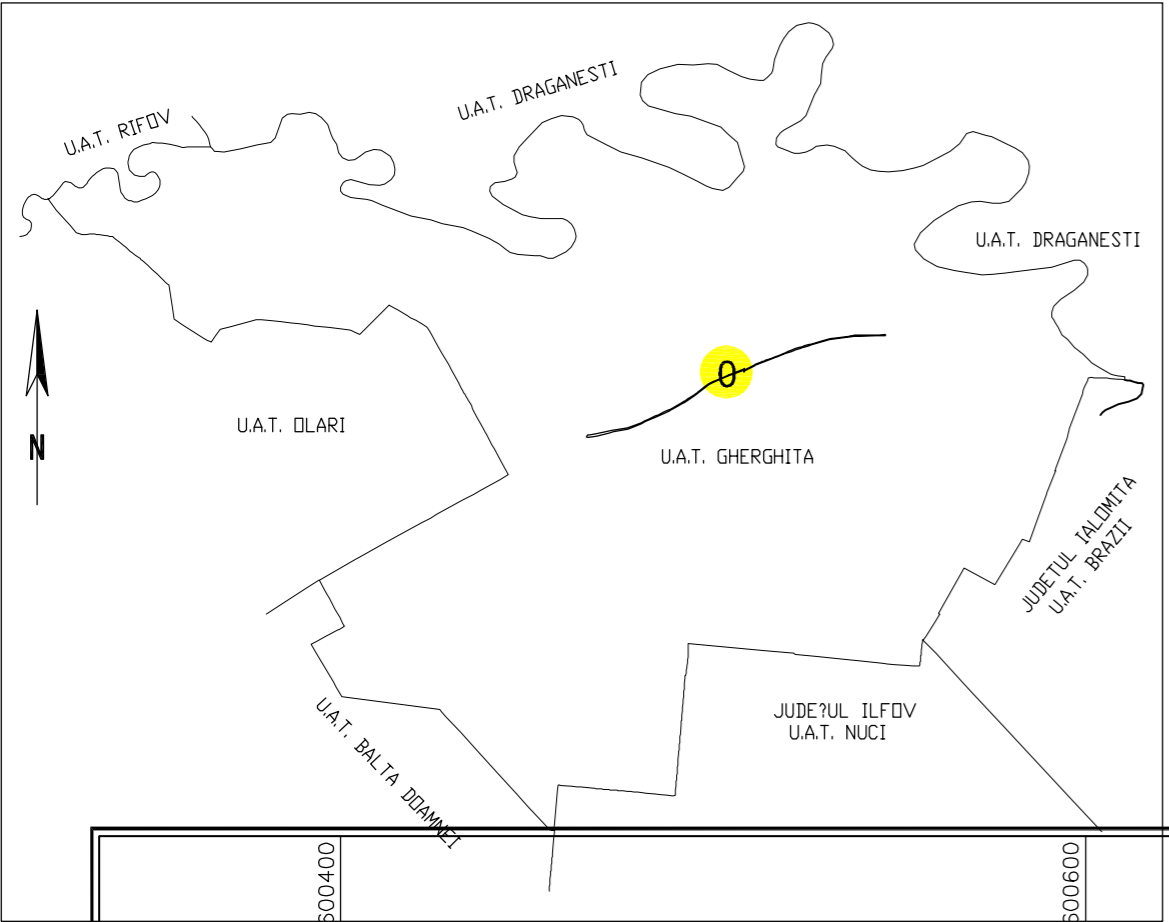 U.A.T. RIFOV
U.A.T. DRAGANESTI
U.A.T. DRAGANESTI
0
U.A.T. OLARI
N
U.A.T. GHERGHITA
JUDETUL IALOMITA
U.A.T. BRAZII
U.A.T. BALTA DOAMNEI
JUDE?UL ILFOV
U.A.T. NUCI
600400
600600